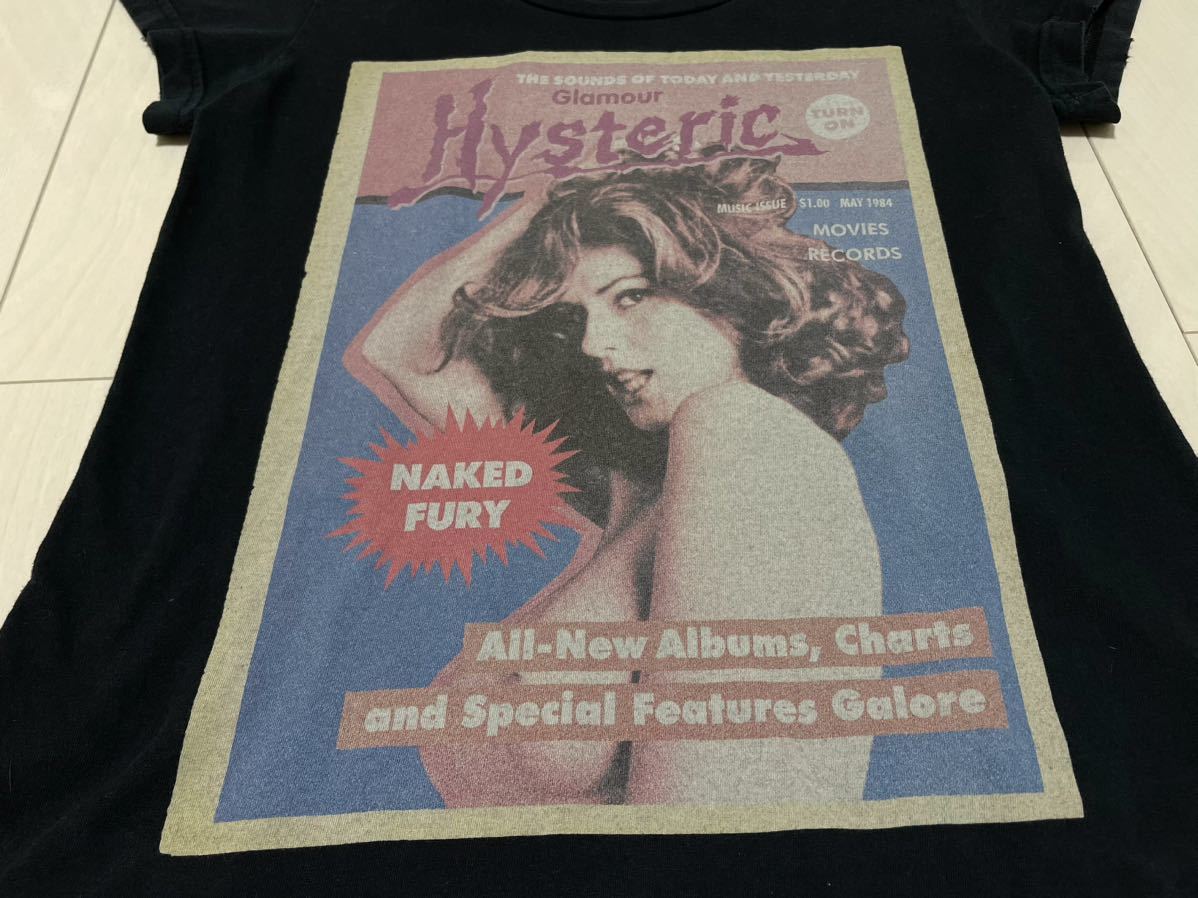 THE SOUNDS OF TODAY AND YESTERDAY
Glamour
Hysteric
TURN
ON
MUSIC ISSUE $1.00 MAY 1984
MOVIES
RECORDS
NAKED
FURY
All-New Albums, Charts
and Special Features Galore